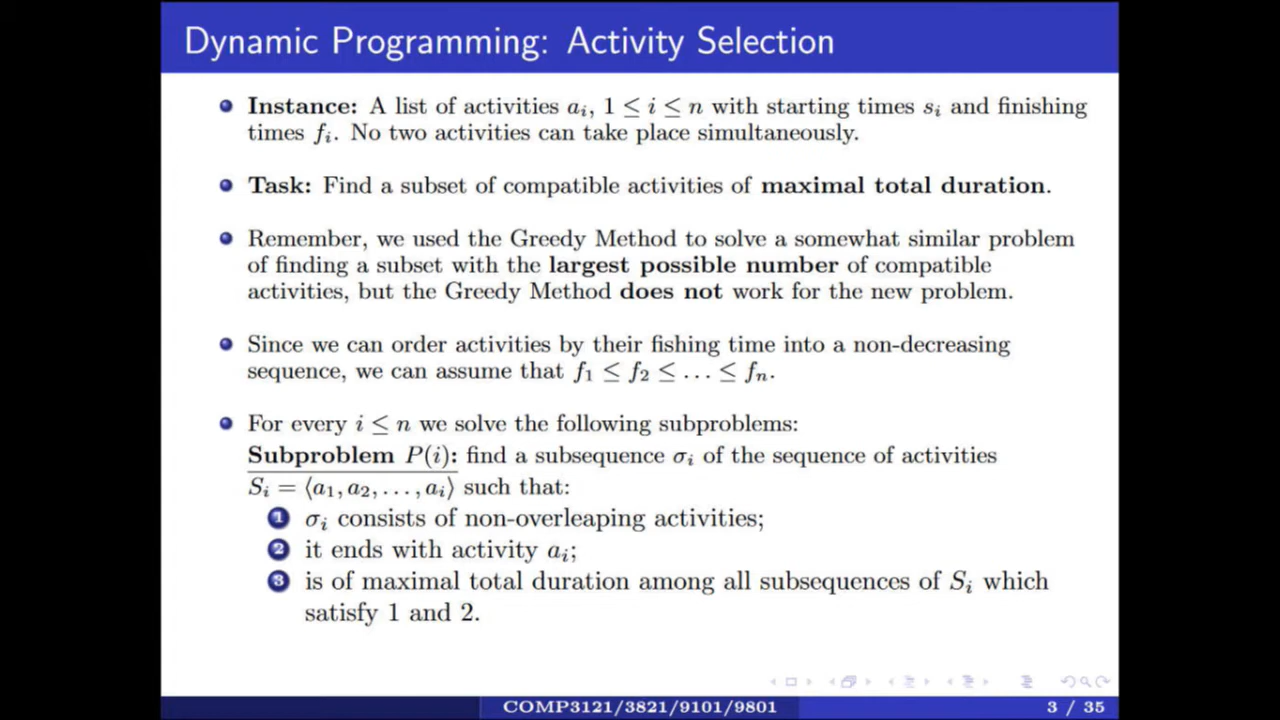 Dynamic Programming: Activity Selection
Instance: A list of activities aᵢ, 1 ≤ i ≤ n with starting times sᵢ and finishing
times fᵢ. No two activities can take place simultaneously.
Task: Find a subset of compatible activities of maximal total duration.
Remember, we used the Greedy Method to solve a somewhat similar problem
of finding a subset with the largest possible number of compatible
activities, but the Greedy Method does not work for the new problem.
Since we can order activities by their fishing time into a non-decreasing
sequence, we can assume that f₁ ≤ f₂ ≤ … ≤ fₙ.
For every i ≤ n we solve the following subproblems:
Subproblem P(i): find a subsequence σᵢ of the sequence of activities
Sᵢ = ⟨a₁, a₂, …, aᵢ⟩ such that:
1 σᵢ consists of non-overleaping activities;
2 it ends with activity aᵢ;
3 is of maximal total duration among all subsequences of Sᵢ which
satisfy 1 and 2.
COMP3121/3821/9101/9801 3 / 35